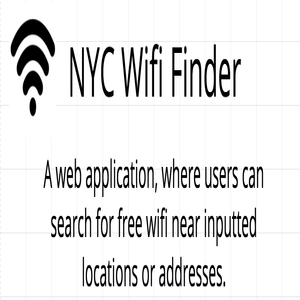 NYC Wifi Finder
A web application, where users can
search for free wifi near inputted
locations or addresses.